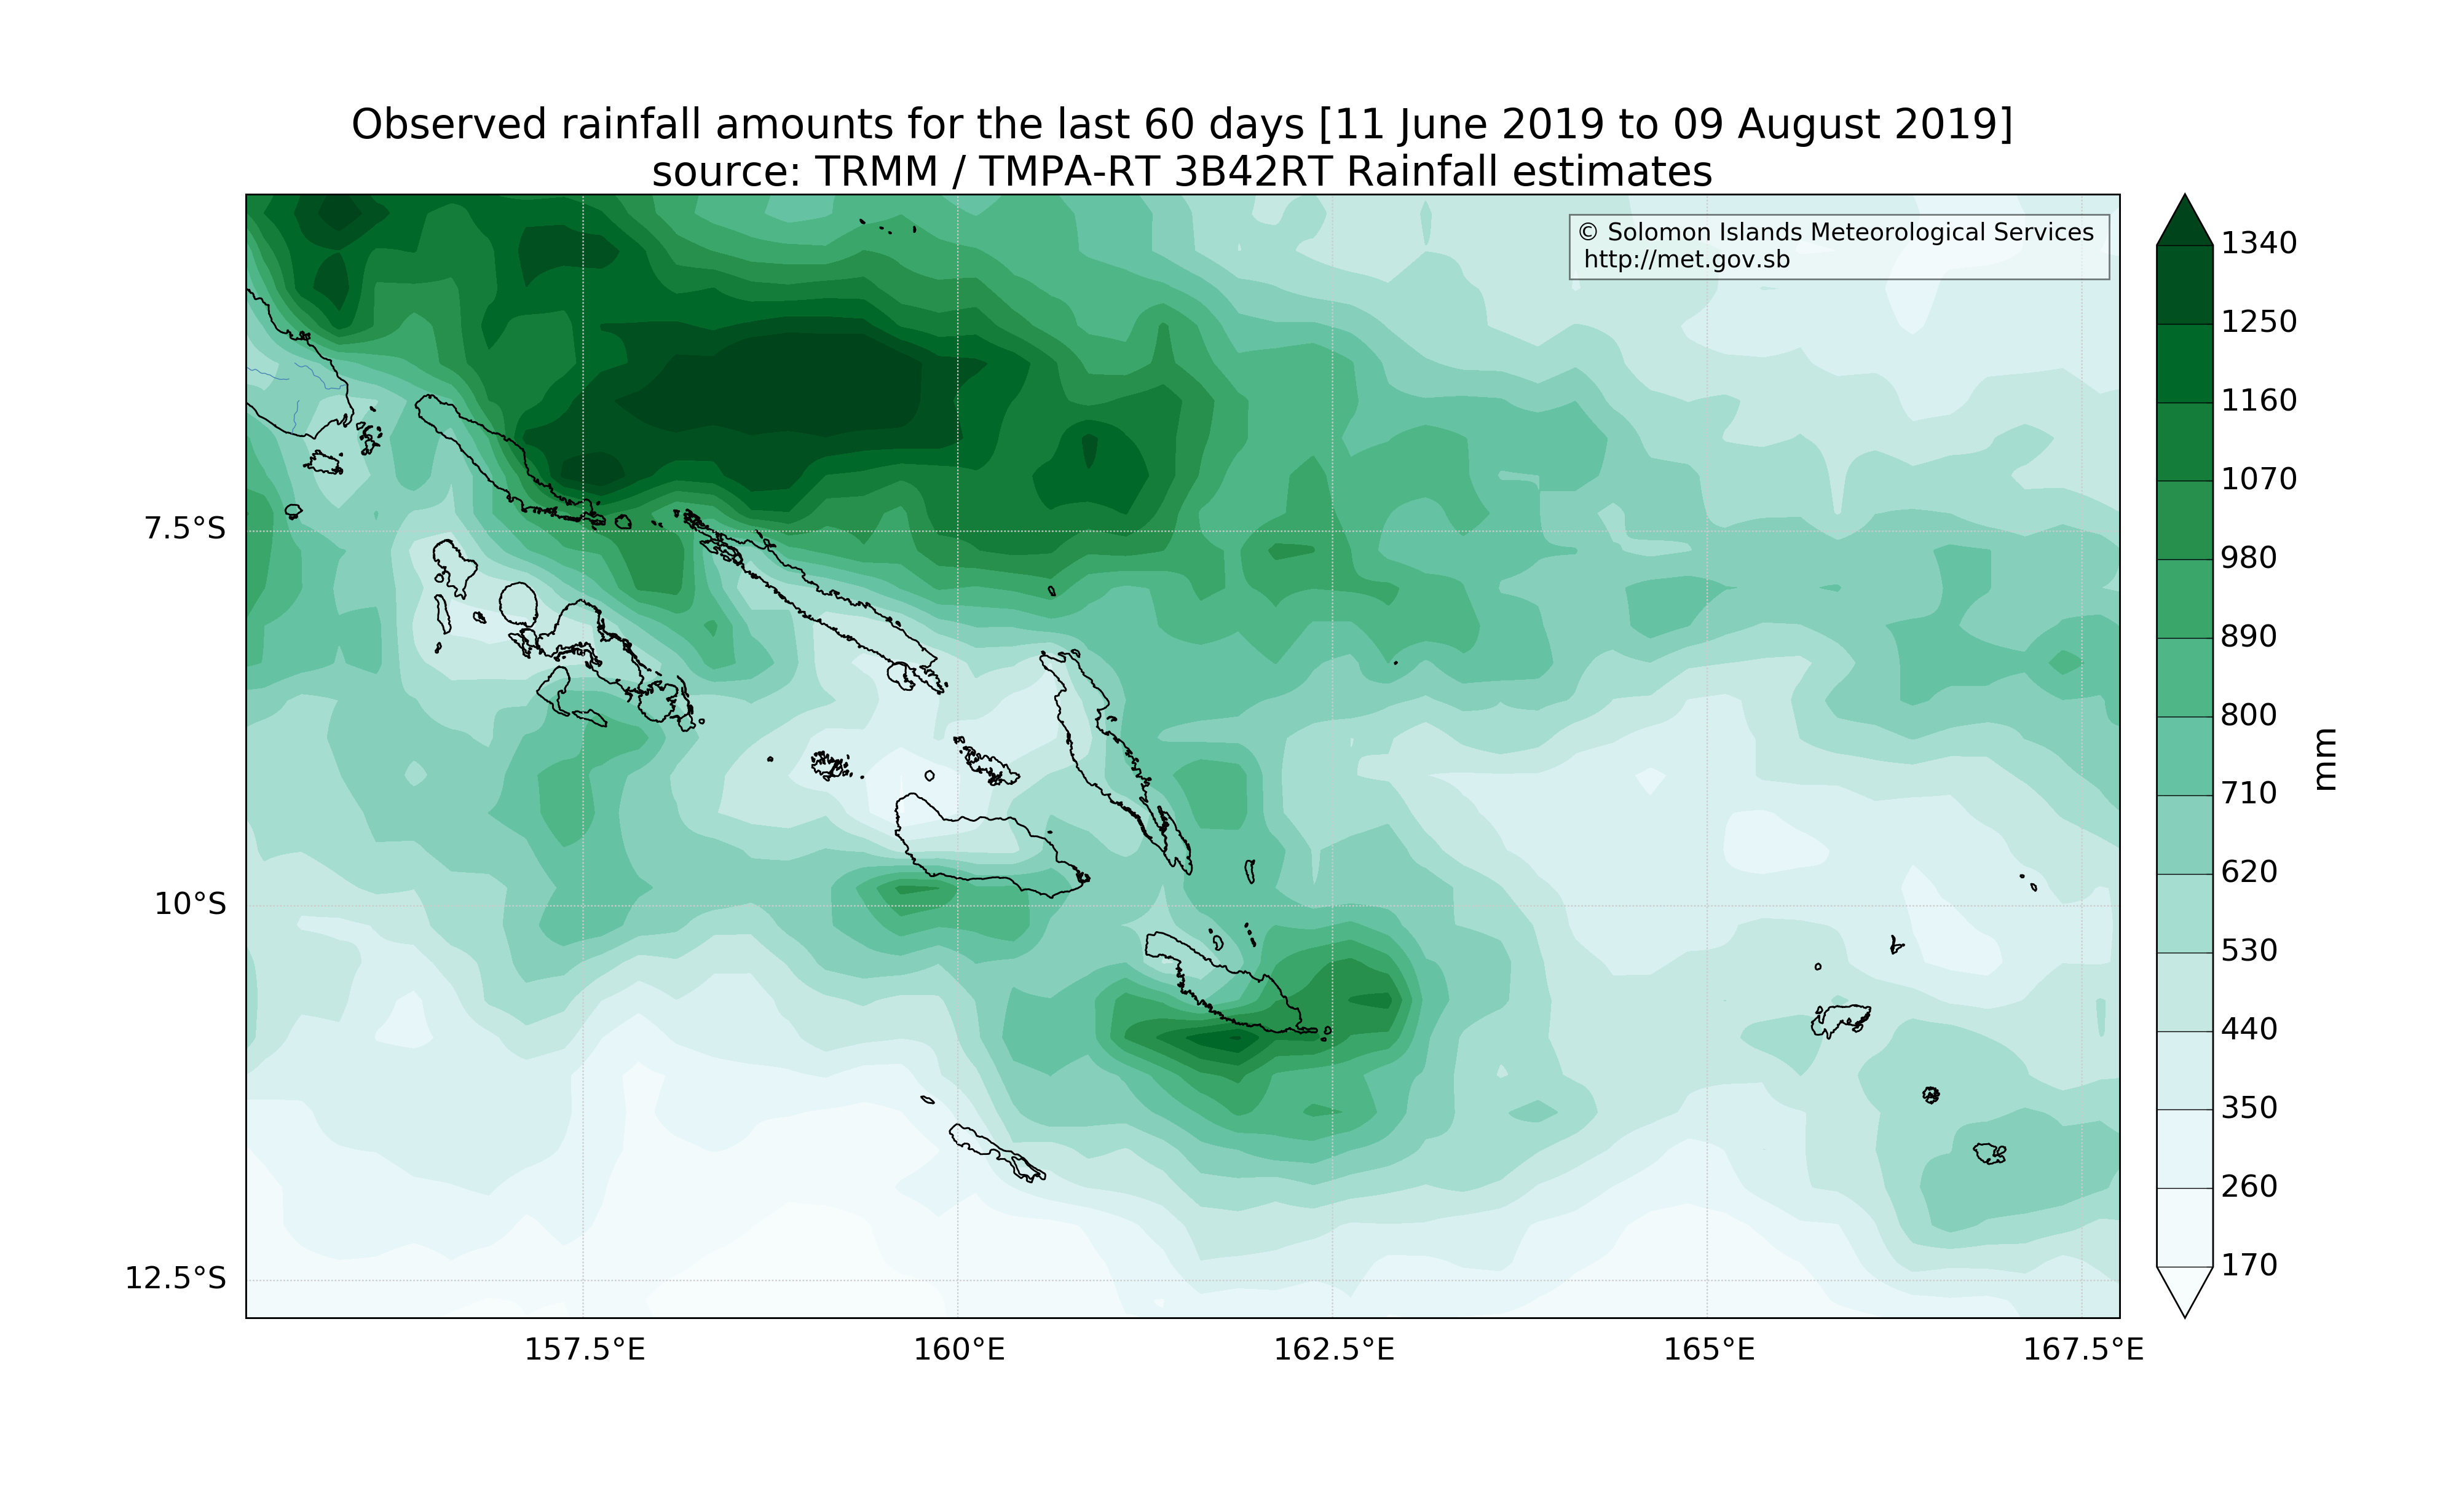 Observed rainfall amounts for the last 60 days [11 June 2019 to 09 August 2019]
source: TRMM / TMPA-RT 3B42RT Rainfall estimates
© Solomon Islands Meteorological Services
http://met.gov.sb
7.5°S
10°S
12.5°S
157.5°E
160°E
162.5°E
165°E
167.5°E
1340
1250
1160
1070
980
890
800
710
620
530
440
350
260
170
mm